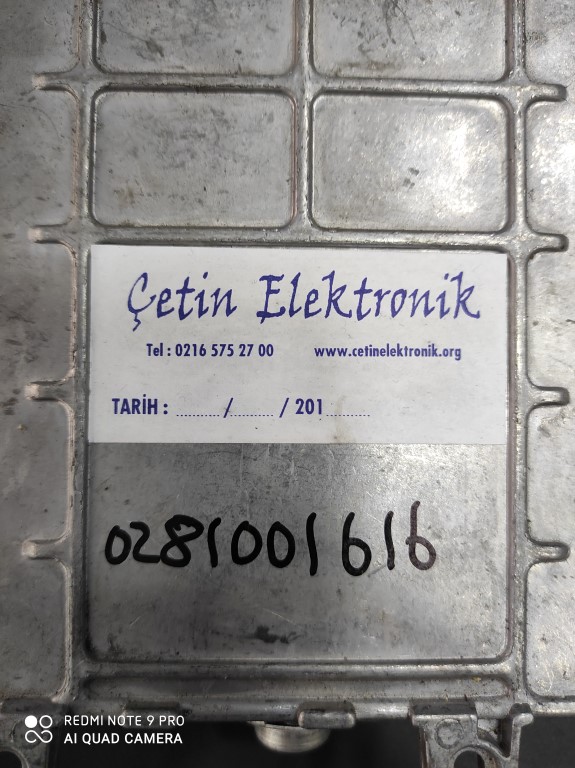 Çetin Elektronik
Tel : 0216 575 27 00 www.cetinelektronik.org
TARİH : ............ / ............ / 201............
0281001616
REDMI NOTE 9 PRO
AI QUAD CAMERA